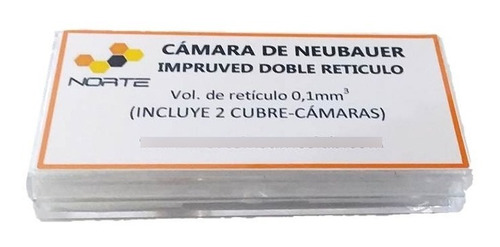 CÁMARA DE NEUBAUER
IMPRUVED DOBLE RETICULO
NORTE
Vol. de retículo 0,1mm³
(INCLUYE 2 CUBRE-CÁMARAS)